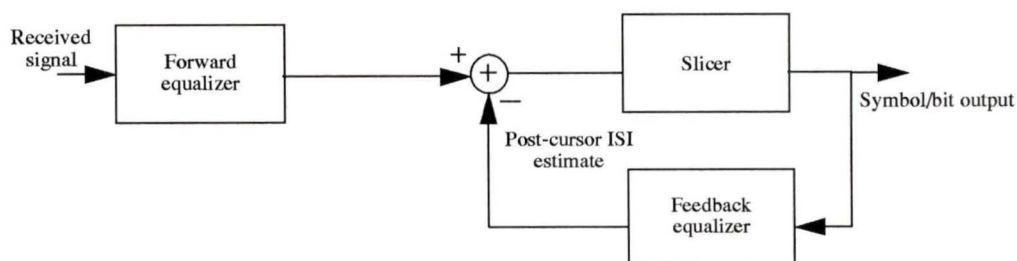 Received
signal
Forward
equalizer
+
+
−
Slicer
Symbol/bit output
Post-cursor ISI
estimate
Feedback
equalizer